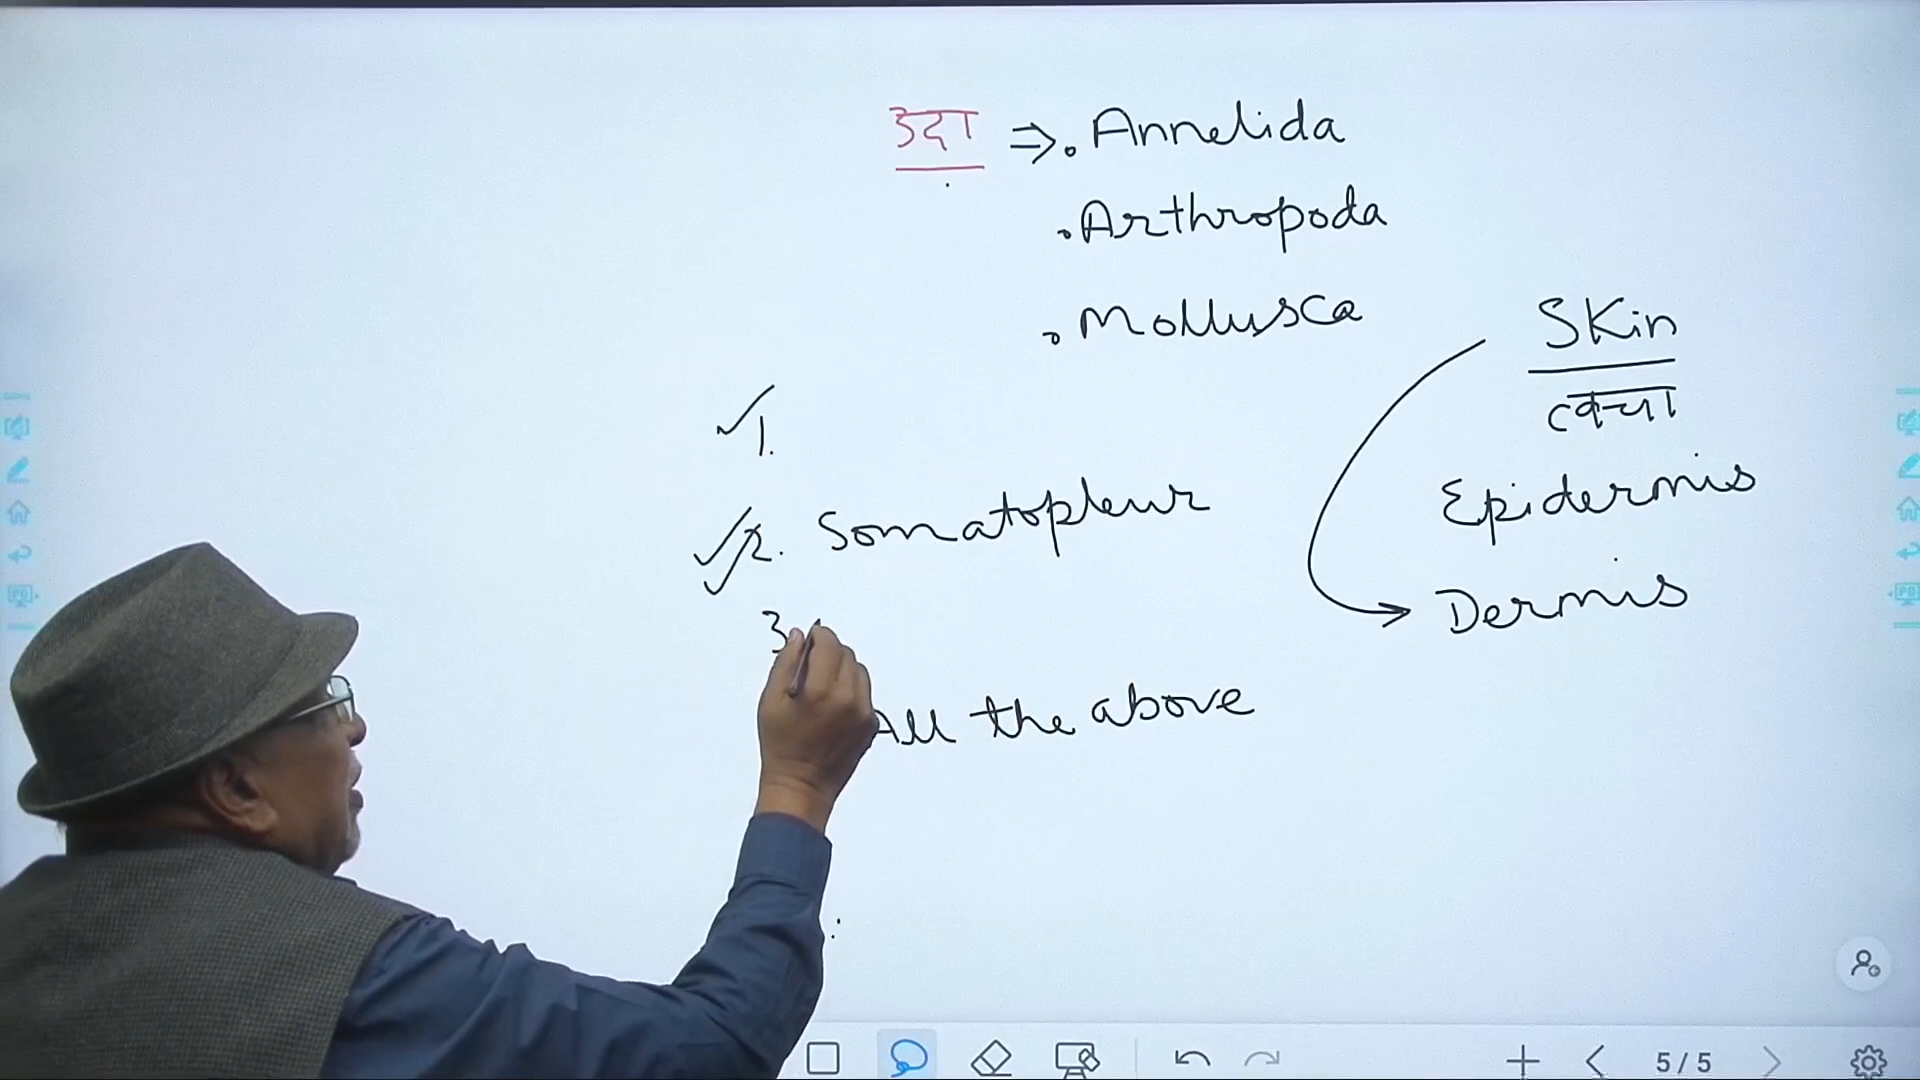 उदा ⇒ • Annelida
• Arthropoda
• Mollusca
Skin
त्वचा
Epidermis
Dermis
1.
2. Somatopleur
3
All the above
5 / 5